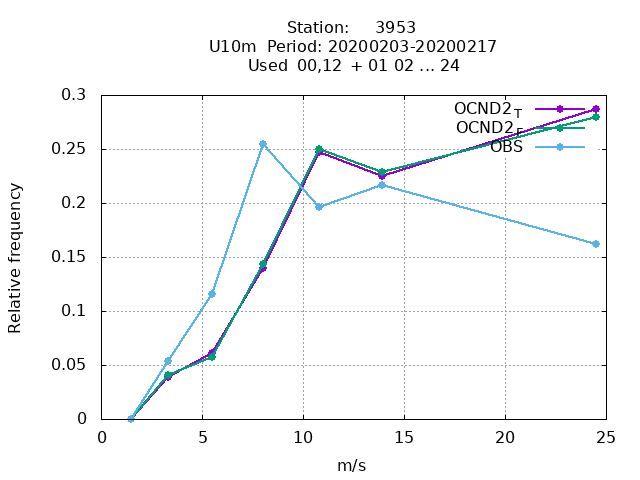 Station: 3953
U10m Period: 20200203-20200217
Used 00,12 + 01 02 ... 24
0.3
0.25
0.2
0.15
0.1
0.05
0
Relative frequency
OCND2T
OCND2F
OBS
0 5 10 15 20 25
m/s